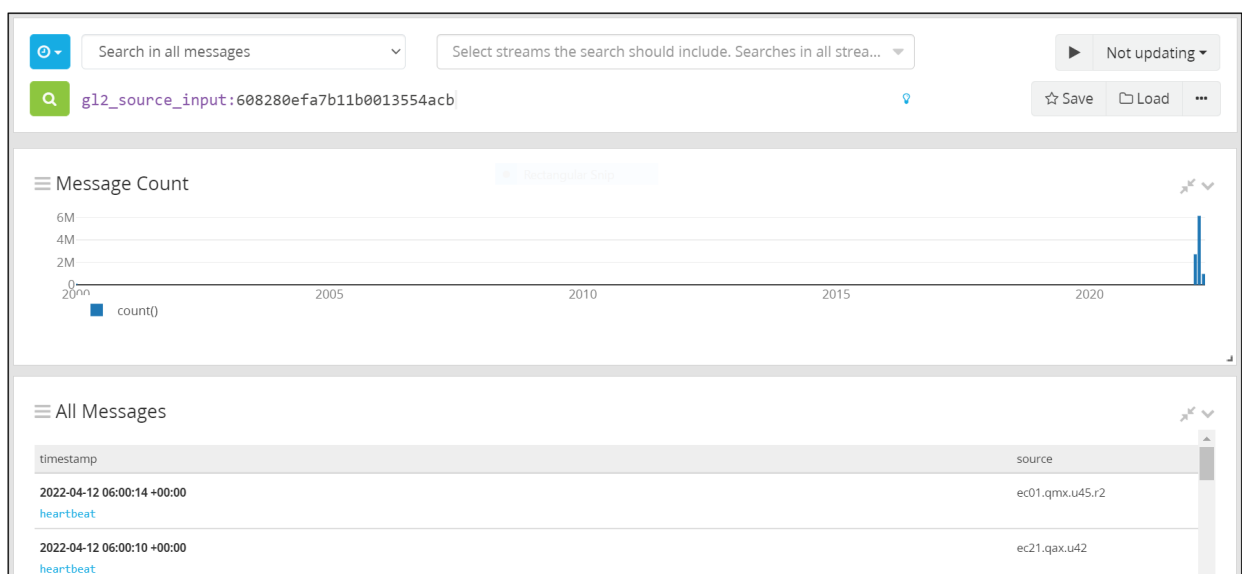 Search in all messages
Select streams the search should include. Searches in all strea...
Not updating
gl2_source_input:608280efa7b11b0013554acb
Save
Load
Message Count
Rectangular Snip
6M
4M
2M
0
2000
2005
2010
2015
2020
count()
All Messages
timestamp
source
2022-04-12 06:00:14 +00:00
ec01.qmx.u45.r2
heartbeat
2022-04-12 06:00:10 +00:00
ec21.qax.u42
heartbeat